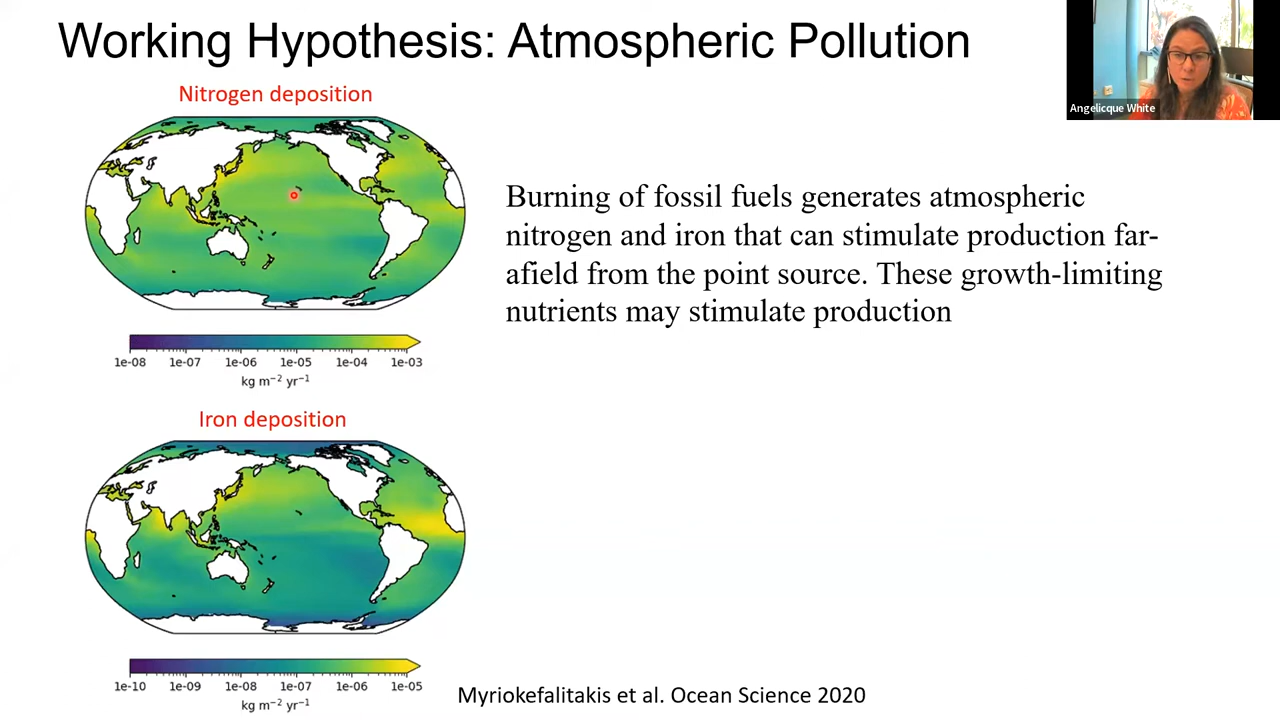 Working Hypothesis: Atmospheric Pollution
Angelicque White
Nitrogen deposition
1e-08 1e-07 1e-06 1e-05 1e-04 1e-03
kg m⁻² yr⁻¹
Burning of fossil fuels generates atmospheric
nitrogen and iron that can stimulate production far-
afield from the point source. These growth-limiting
nutrients may stimulate production
Iron deposition
1e-10 1e-09 1e-08 1e-07 1e-06 1e-05
kg m⁻² yr⁻¹
Myriokefalitakis et al. Ocean Science 2020